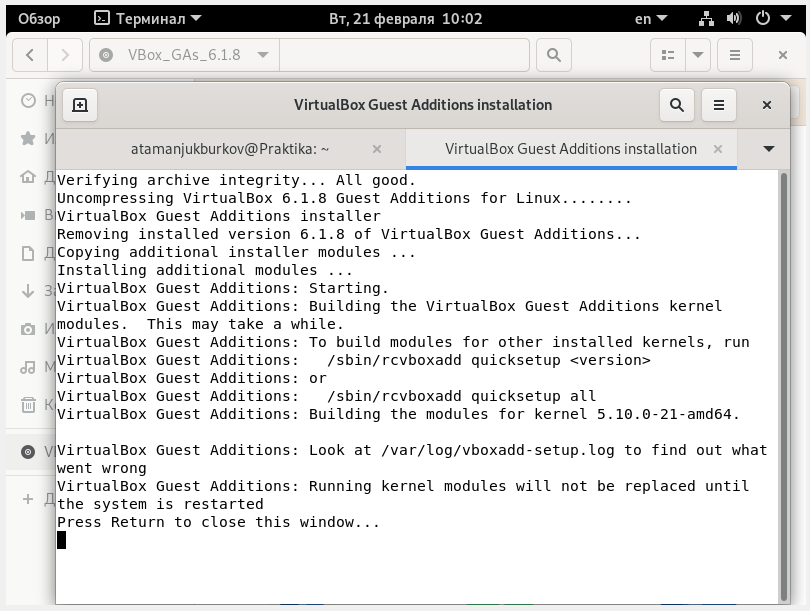 Обзор
Терминал
Вт, 21 февраля 10:02
en
VBox_GAs_6.1.8
VirtualBox Guest Additions installation
atamanjukburkov@Praktika: ~
VirtualBox Guest Additions installation
Verifying archive integrity... All good.
Uncompressing VirtualBox 6.1.8 Guest Additions for Linux........
VirtualBox Guest Additions installer
Removing installed version 6.1.8 of VirtualBox Guest Additions...
Copying additional installer modules ...
Installing additional modules ...
VirtualBox Guest Additions: Starting.
VirtualBox Guest Additions: Building the VirtualBox Guest Additions kernel
modules.  This may take a while.
VirtualBox Guest Additions: To build modules for other installed kernels, run
VirtualBox Guest Additions:   /sbin/rcvboxadd quicksetup <version>
VirtualBox Guest Additions: or
VirtualBox Guest Additions:   /sbin/rcvboxadd quicksetup all
VirtualBox Guest Additions: Building the modules for kernel 5.10.0-21-amd64.
VirtualBox Guest Additions: Look at /var/log/vboxadd-setup.log to find out what
went wrong
VirtualBox Guest Additions: Running kernel modules will not be replaced until
the system is restarted
Press Return to close this window...